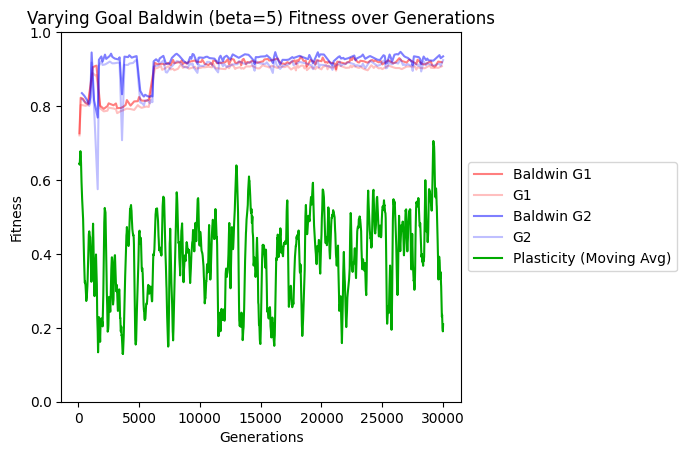 Varying Goal Baldwin (beta=5) Fitness over Generations
1.0
0.8
0.6
0.4
0.2
0.0
Fitness
0 5000 10000 15000 20000 25000 30000
Generations
Baldwin G1
G1
Baldwin G2
G2
Plasticity (Moving Avg)